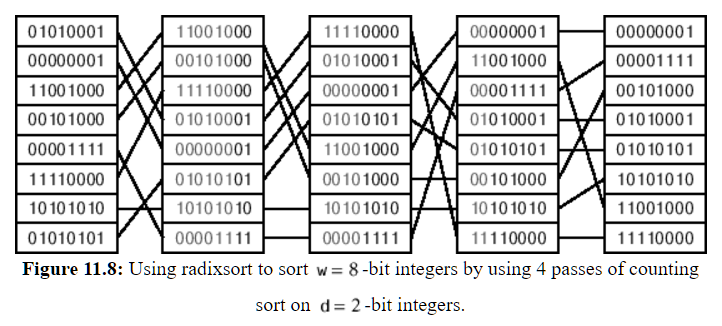 01010001 11001000 11110000 00000001 00000001
00000001 00101000 01010001 11001000 00001111
11001000 11110000 00000001 00001111 00101000
00101000 01010001 01010101 01010001 01010001
00001111 00000001 11001000 01010101 01010101
11110000 01010101 00101000 00101000 10101010
10101010 10101010 10101010 10101010 11001000
01010101 00001111 00001111 11110000 11110000
Figure 11.8: Using radixsort to sort w = 8 -bit integers by using 4 passes of counting
sort on d = 2 -bit integers.